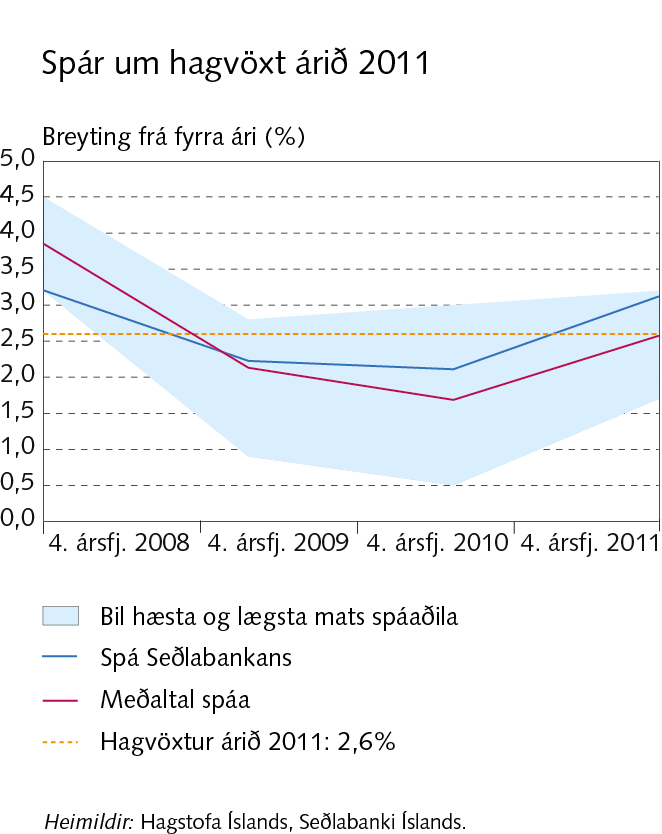 Spár um hagvöxt árið 2011
Breyting frá fyrra ári (%)
5,0
4,5
4,0
3,5
3,0
2,5
2,0
1,5
1,0
0,5
0,0
4. ársfj. 2008 4. ársfj. 2009 4. ársfj. 2010 4. ársfj. 2011
Bil hæsta og lægsta mats spáaðila
Spá Seðlabankans
Meðaltal spáa
Hagvöxtur árið 2011: 2,6%
Heimildir: Hagstofa Íslands, Seðlabanki Íslands.